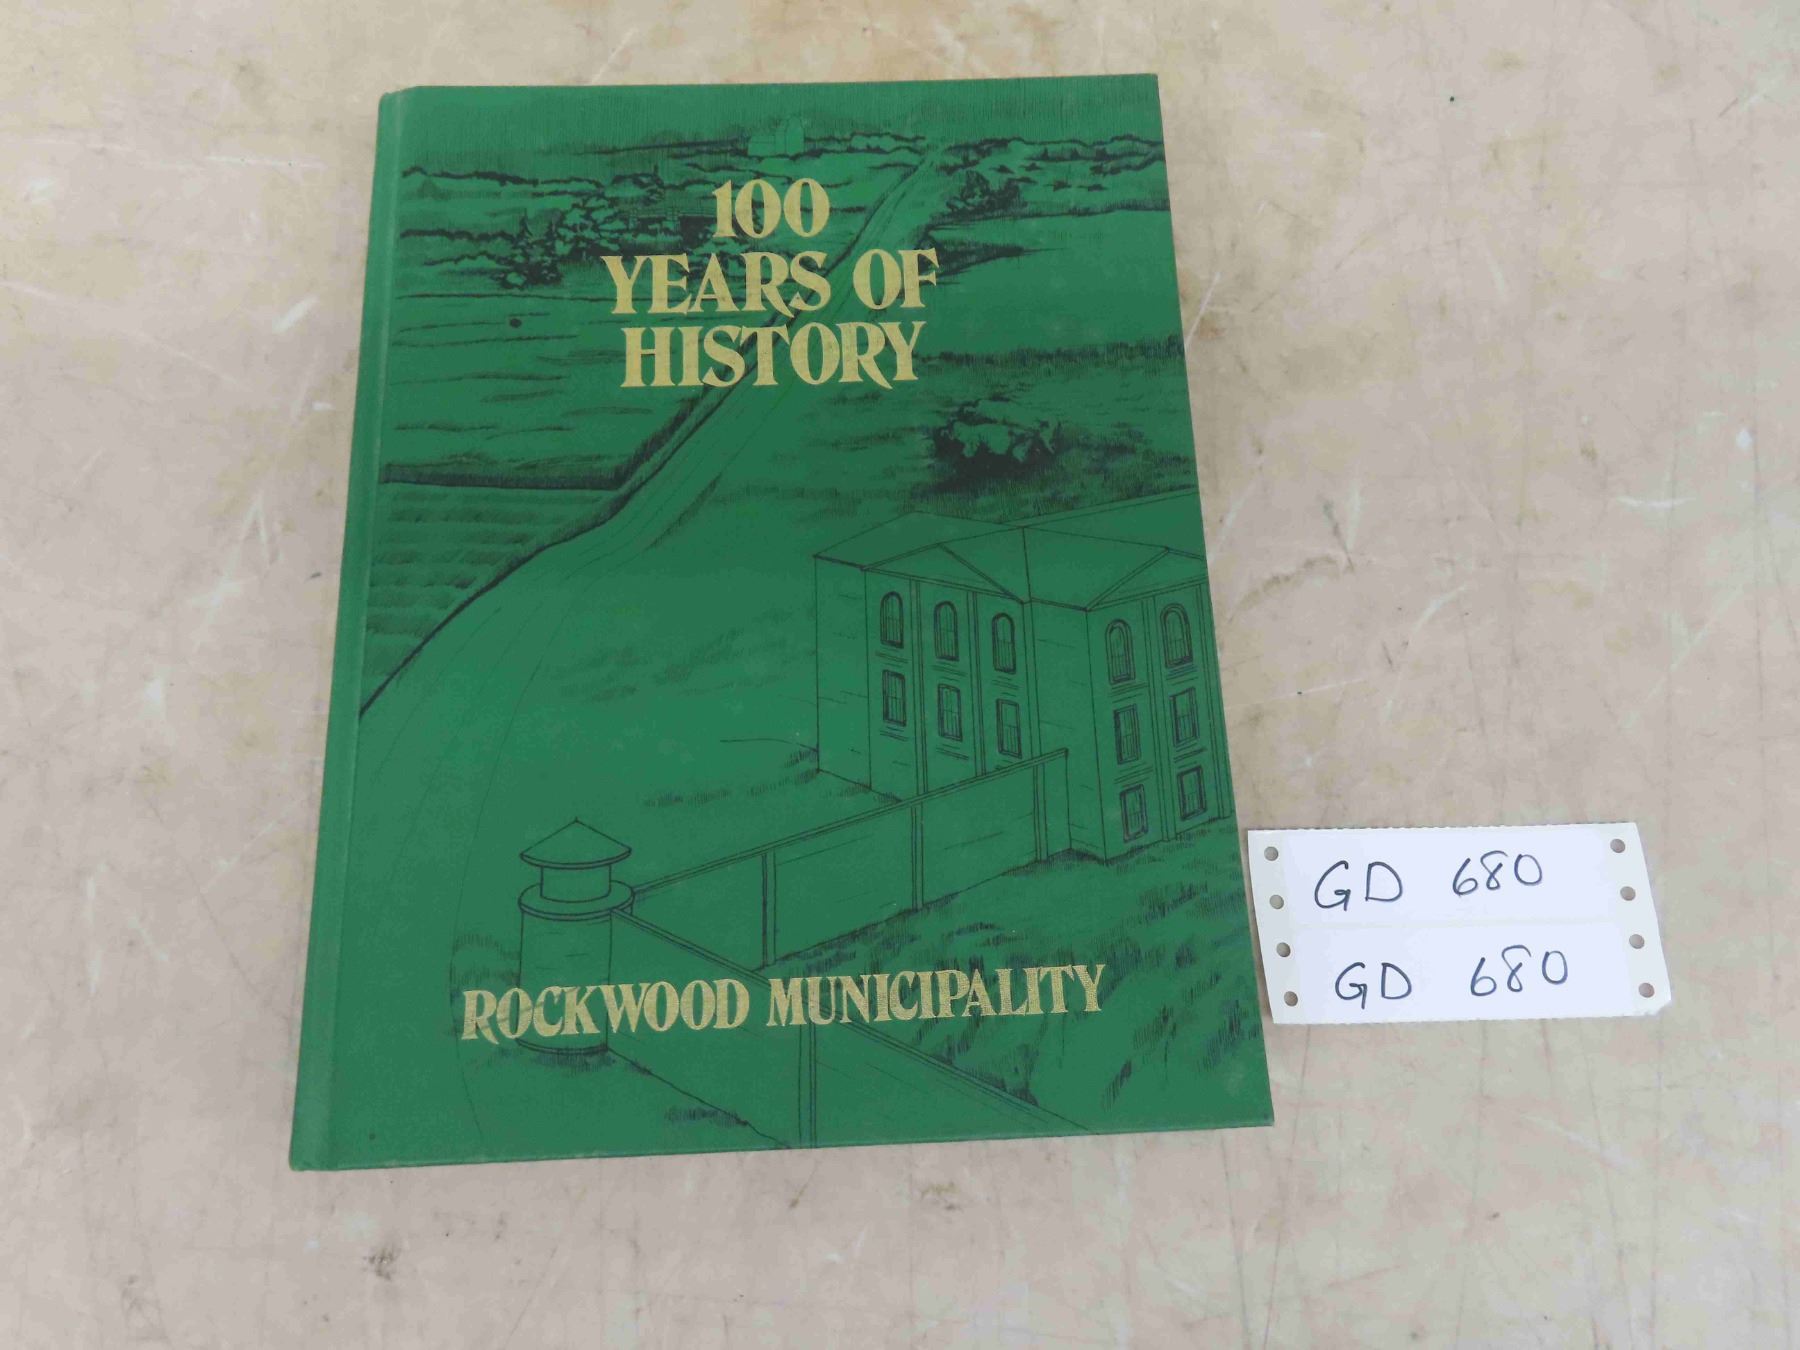 100
YEARS OF
HISTORY
ROCKWOOD MUNICIPALITY
GD 680
GD 680